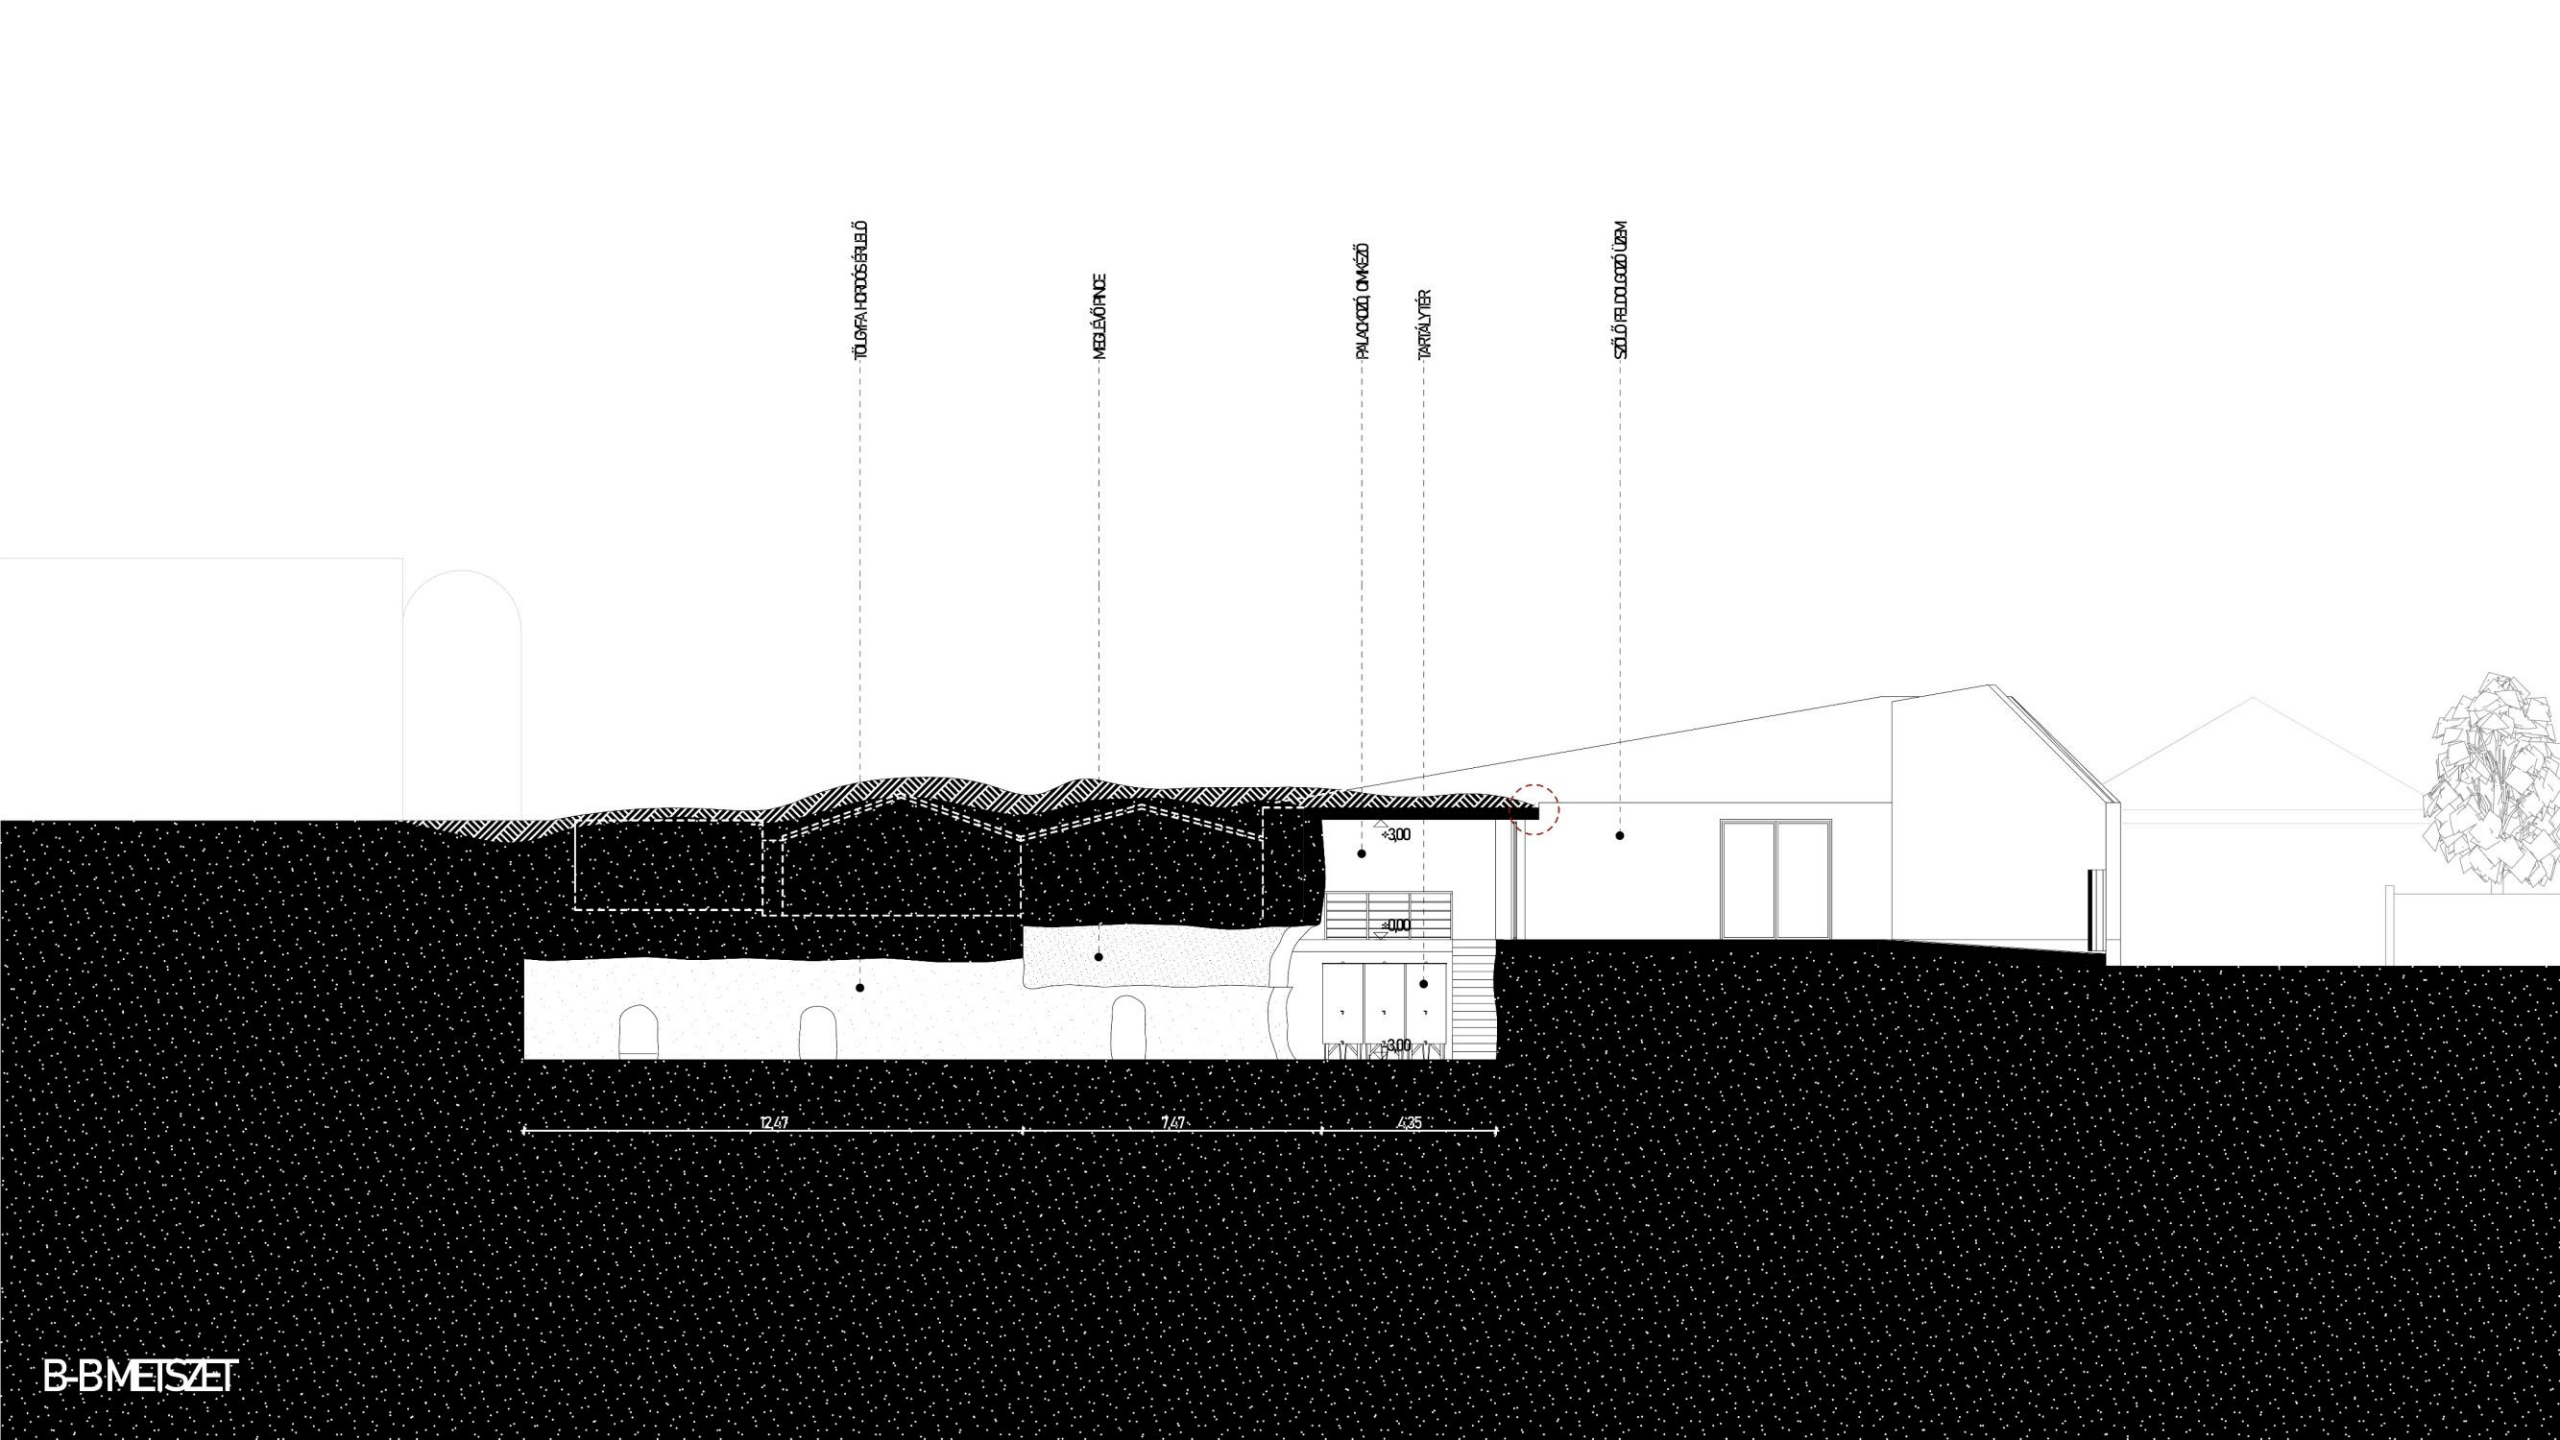 TÖLGYFA HORDÓS ÉRLELŐ
MEGLÉVŐ PINCE
PALACKOZÓ, CIMKÉZŐ
TARTÁLYTÉR
SZŐLŐ FELDOLGOZÓ ÜZEM
+3,00
+0,00
-3,00
12,47
7,47
4,35
B-B METSZET